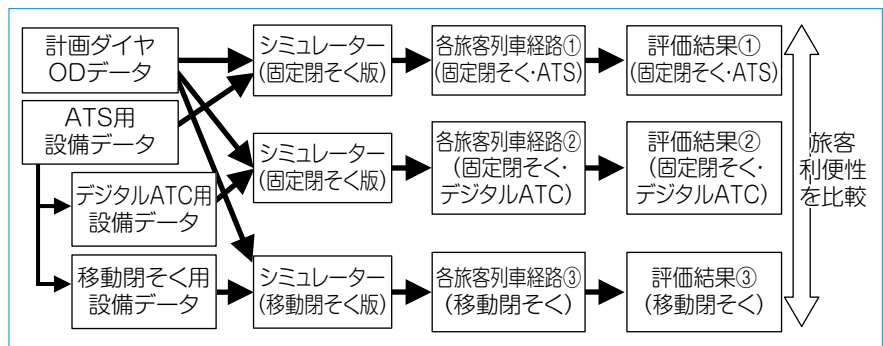 計画ダイヤ
ODデータ
シミュレーター
(固定閉そく版)
各旅客列車経路①
(固定閉そく・ATS)
評価結果①
(固定閉そく・ATS)
ATS用
設備データ
シミュレーター
(固定閉そく版)
各旅客列車経路②
(固定閉そく・
デジタルATC)
評価結果②
(固定閉そく・
デジタルATC)
旅客
利便性
を比較
デジタルATC用
設備データ
移動閉そく用
設備データ
シミュレーター
(移動閉そく版)
各旅客列車経路③
(移動閉そく)
評価結果③
(移動閉そく)